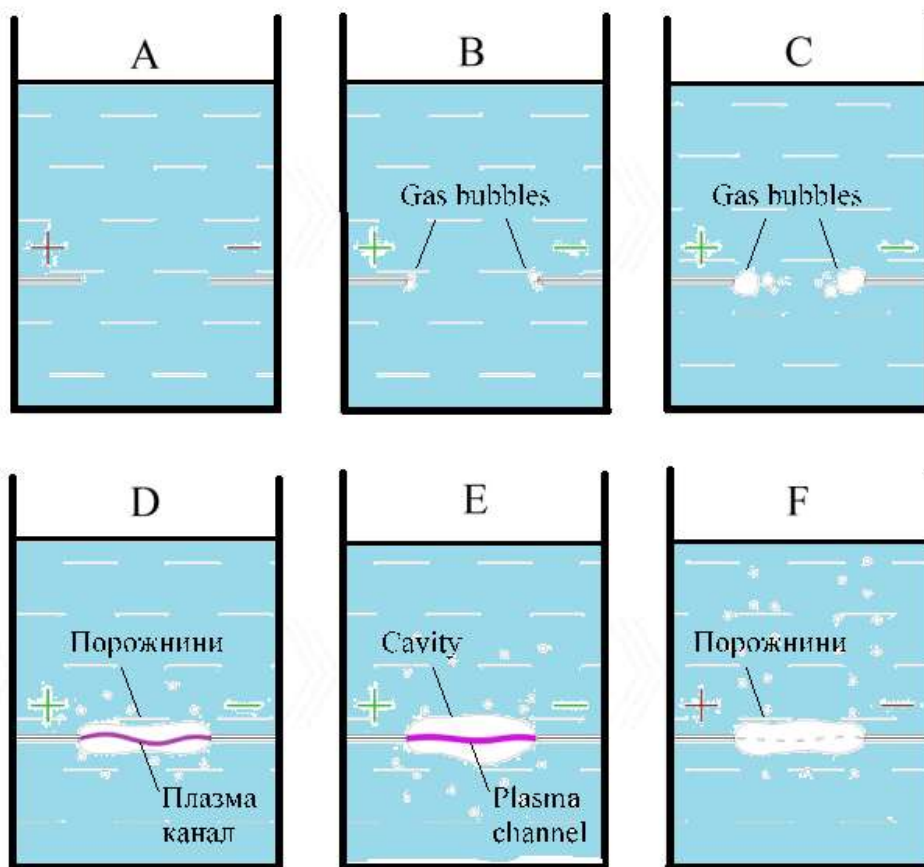 A
B
C
Gas bubbles
Gas bubbles
+
−
+
−
+
−
D
E
F
Порожнини
Cavity
Порожнини
+
−
+
−
+
−
Плазма
канал
Plasma
channel